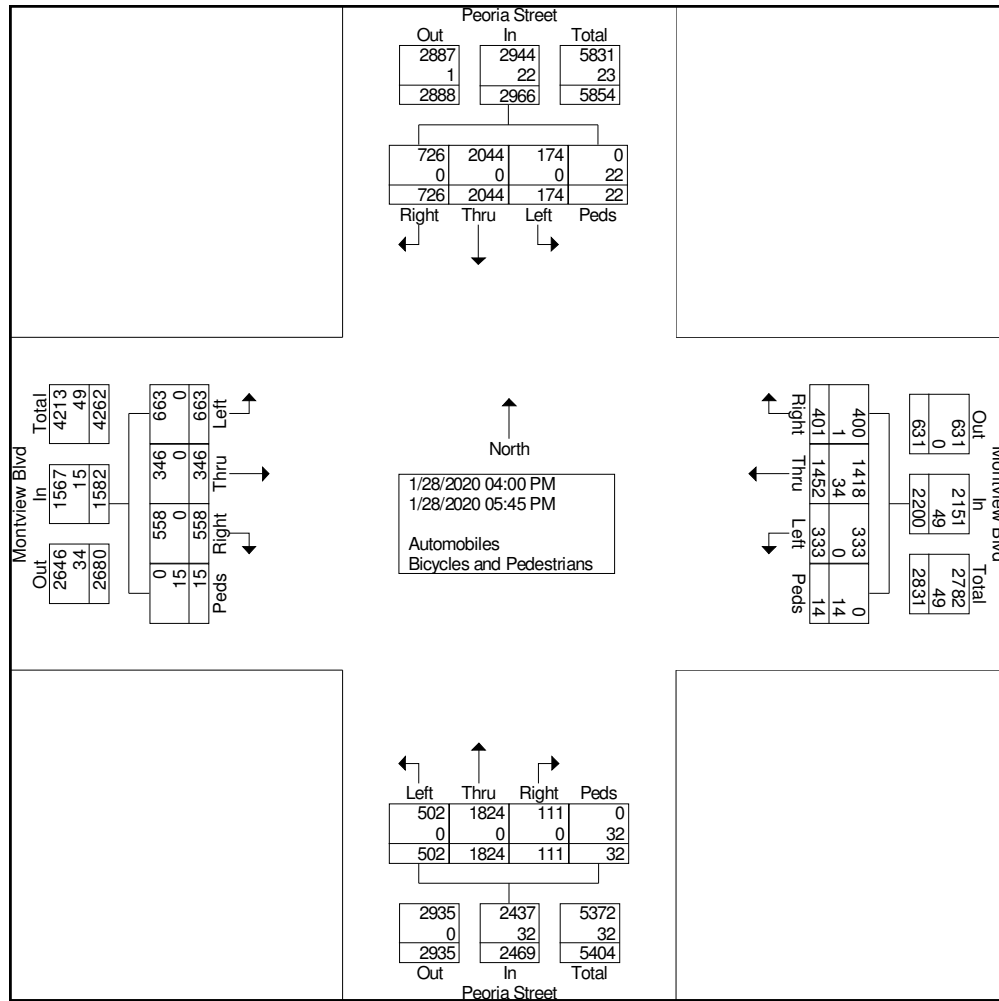 Peoria Street
Out In Total
2887 2944 5831
1 22 23
2888 2966 5854
726 2044 174 0
0 0 0 22
726 2044 174 22
Right Thru Left Peds
Montview Blvd
Total In Out
4213 1567 2646
49 15 34
4262 1582 2680
663 346 558 0
0 0 0 15
663 346 558 15
Left Thru Right Peds
North
1/28/2020 04:00 PM
1/28/2020 05:45 PM
Automobiles
Bicycles and Pedestrians
Right Thru Left Peds
400 1418 333 0
1 34 0 14
401 1452 333 14
Out In Total
631 2151 2782
0 49 49
631 2200 2831
Montview Blvd
Left Thru Right Peds
502 1824 111 0
0 0 0 32
502 1824 111 32
2935 2437 5372
0 32 32
2935 2469 5404
Out In Total
Peoria Street